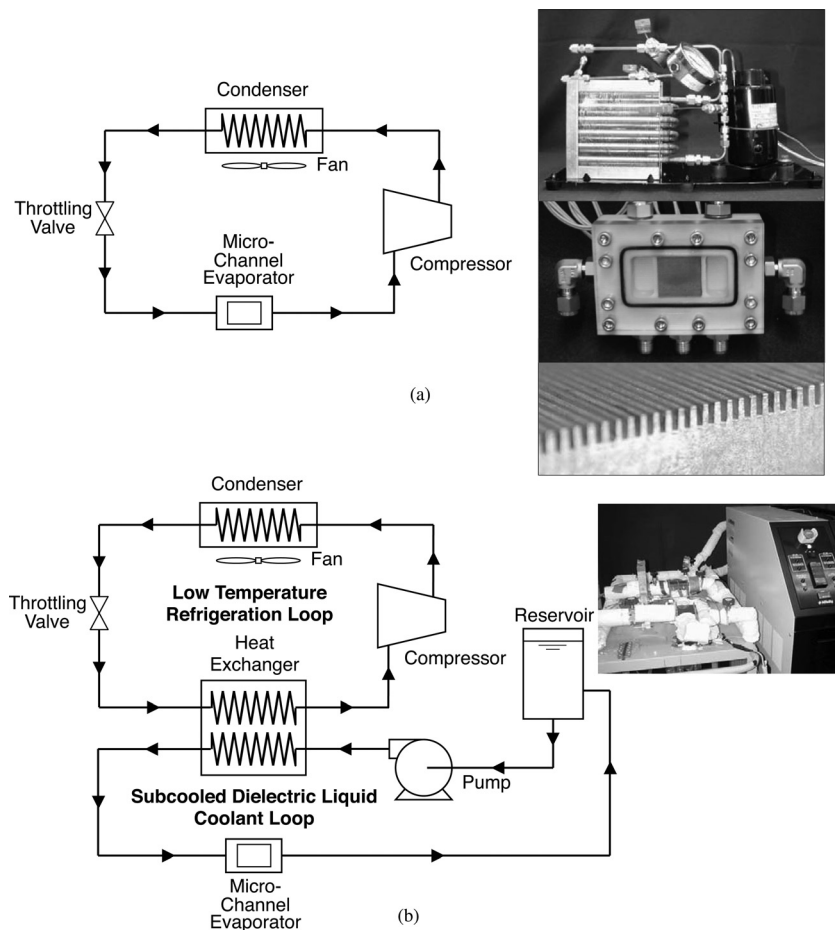 Condenser
Fan
Throttling
Valve
Micro-
Channel
Evaporator
Compressor
(a)
Condenser
Fan
Low Temperature
Refrigeration Loop
Throttling
Valve
Heat
Exchanger
Compressor
Reservoir
Pump
Subcooled Dielectric Liquid
Coolant Loop
Micro-
Channel
Evaporator
(b)